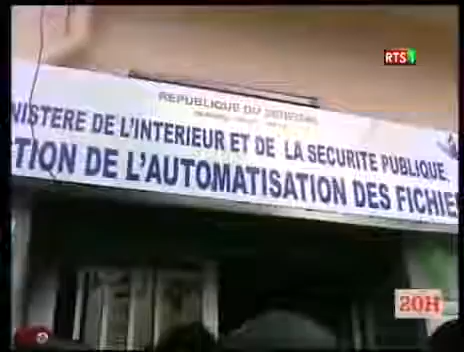 RTS1
REPUBLIQUE DU SENEGAL
NISTERE DE L'INTERIEUR ET DE LA SECURITE PUBLIQUE
TION DE L'AUTOMATISATION DES FICHIE
20H